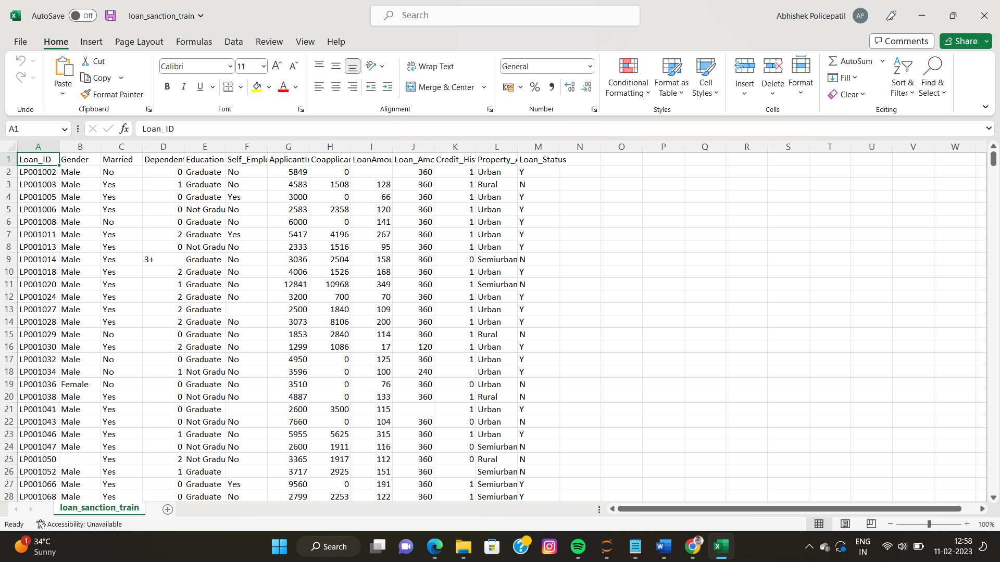 AutoSave Off loan_sanction_train Search Abhishek Policepatil AP
File Home Insert Page Layout Formulas Data Review View Help Comments Share
Paste Cut Copy Format Painter Clipboard Undo
Calibri 11 B I U A Font
ab Wrap Text Merge & Center Alignment
General % Number
Conditional Formatting Format as Table Cell Styles Styles
Insert Delete Format Cells
AutoSum Fill Clear Sort & Filter Find & Select Editing
A1 fx Loan_ID
A B C D E F G H I J K L M N O P Q R S T U V W
1 Loan_ID Gender Married Dependent Education Self_Emplo ApplicantIn Coapplicar LoanAmou Loan_Amo Credit_His Property_A Loan_Status
2 LP001002 Male No 0 Graduate No 5849 0 360 1 Urban Y
3 LP001003 Male Yes 1 Graduate No 4583 1508 128 360 1 Rural N
4 LP001005 Male Yes 0 Graduate Yes 3000 0 66 360 1 Urban Y
5 LP001006 Male Yes 0 Not Gradu No 2583 2358 120 360 1 Urban Y
6 LP001008 Male No 0 Graduate No 6000 0 141 360 1 Urban Y
7 LP001011 Male Yes 2 Graduate Yes 5417 4196 267 360 1 Urban Y
8 LP001013 Male Yes 0 Not Gradu No 2333 1516 95 360 1 Urban Y
9 LP001014 Male Yes 3+ Graduate No 3036 2504 158 360 0 Semiurban N
10 LP001018 Male Yes 2 Graduate No 4006 1526 168 360 1 Urban Y
11 LP001020 Male Yes 1 Graduate No 12841 10968 349 360 1 Semiurban N
12 LP001024 Male Yes 2 Graduate No 3200 700 70 360 1 Urban Y
13 LP001027 Male Yes 2 Graduate 2500 1840 109 360 1 Urban Y
14 LP001028 Male Yes 2 Graduate No 3073 8106 200 360 1 Urban Y
15 LP001029 Male No 0 Graduate No 1853 2840 114 360 1 Rural N
16 LP001030 Male Yes 2 Graduate No 1299 1086 17 120 1 Urban Y
17 LP001032 Male No 0 Graduate No 4950 0 125 360 1 Urban Y
18 LP001034 Male No 1 Not Gradu No 3596 0 100 240 Urban Y
19 LP001036 Female No 0 Graduate No 3510 0 76 360 0 Urban N
20 LP001038 Male Yes 0 Not Gradu No 4887 0 133 360 1 Rural N
21 LP001041 Male Yes 0 Graduate 2600 3500 115 1 Urban Y
22 LP001043 Male Yes 0 Not Gradu No 7660 0 104 360 0 Urban N
23 LP001046 Male Yes 1 Graduate No 5955 5625 315 360 1 Urban Y
24 LP001047 Male Yes 0 Not Gradu No 2600 1911 116 360 0 Semiurban N
25 LP001050 Yes 2 Not Gradu No 3365 1917 112 360 0 Rural N
26 LP001052 Male Yes 1 Graduate 3717 2925 151 360 Semiurban N
27 LP001066 Male Yes 0 Graduate Yes 9560 0 191 360 1 Semiurban Y
28 LP001068 Male Yes 0 Graduate No 2799 2253 122 360 1 Semiurban Y
loan_sanction_train
Ready Accessibility: Unavailable 100%
1 34°C Sunny Search ENG IN 12:58 11-02-2023